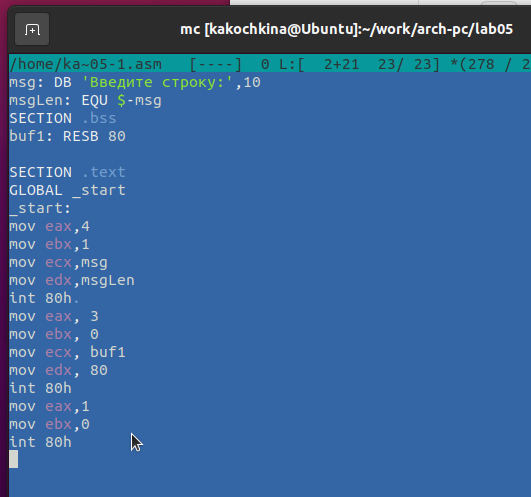 mc [kakochkina@Ubuntu]:~/work/arch-pc/lab05
/home/ka~05-1.asm [----] 0 L:[ 2+21 23/ 23] *(278 / 2
msg: DB 'Введите строку:',10
msgLen: EQU $-msg
SECTION .bss
buf1: RESB 80
SECTION .text
GLOBAL _start
_start:
mov eax,4
mov ebx,1
mov ecx,msg
mov edx,msgLen
int 80h.
mov eax, 3
mov ebx, 0
mov ecx, buf1
mov edx, 80
int 80h
mov eax,1
mov ebx,0
int 80h